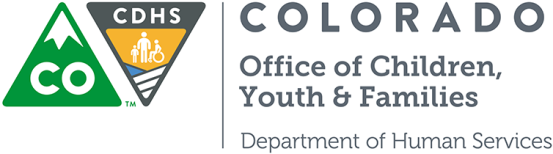 CO
TM
CDHS
COLORADO
Office of Children,
Youth & Families
Department of Human Services